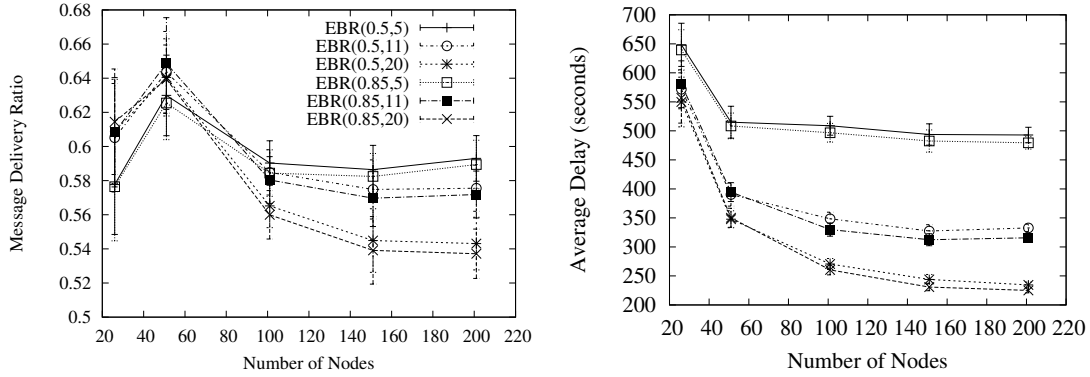 0.68
0.66
0.64
0.62
0.6
0.58
0.56
0.54
0.52
0.5
Message Delivery Ratio
20 40 60 80 100 120 140 160 180 200 220
Number of Nodes
EBR(0.5,5)
EBR(0.5,11)
EBR(0.5,20)
EBR(0.85,5)
EBR(0.85,11)
EBR(0.85,20)
700
650
600
550
500
450
400
350
300
250
200
Average Delay (seconds)
20 40 60 80 100 120 140 160 180 200 220
Number of Nodes